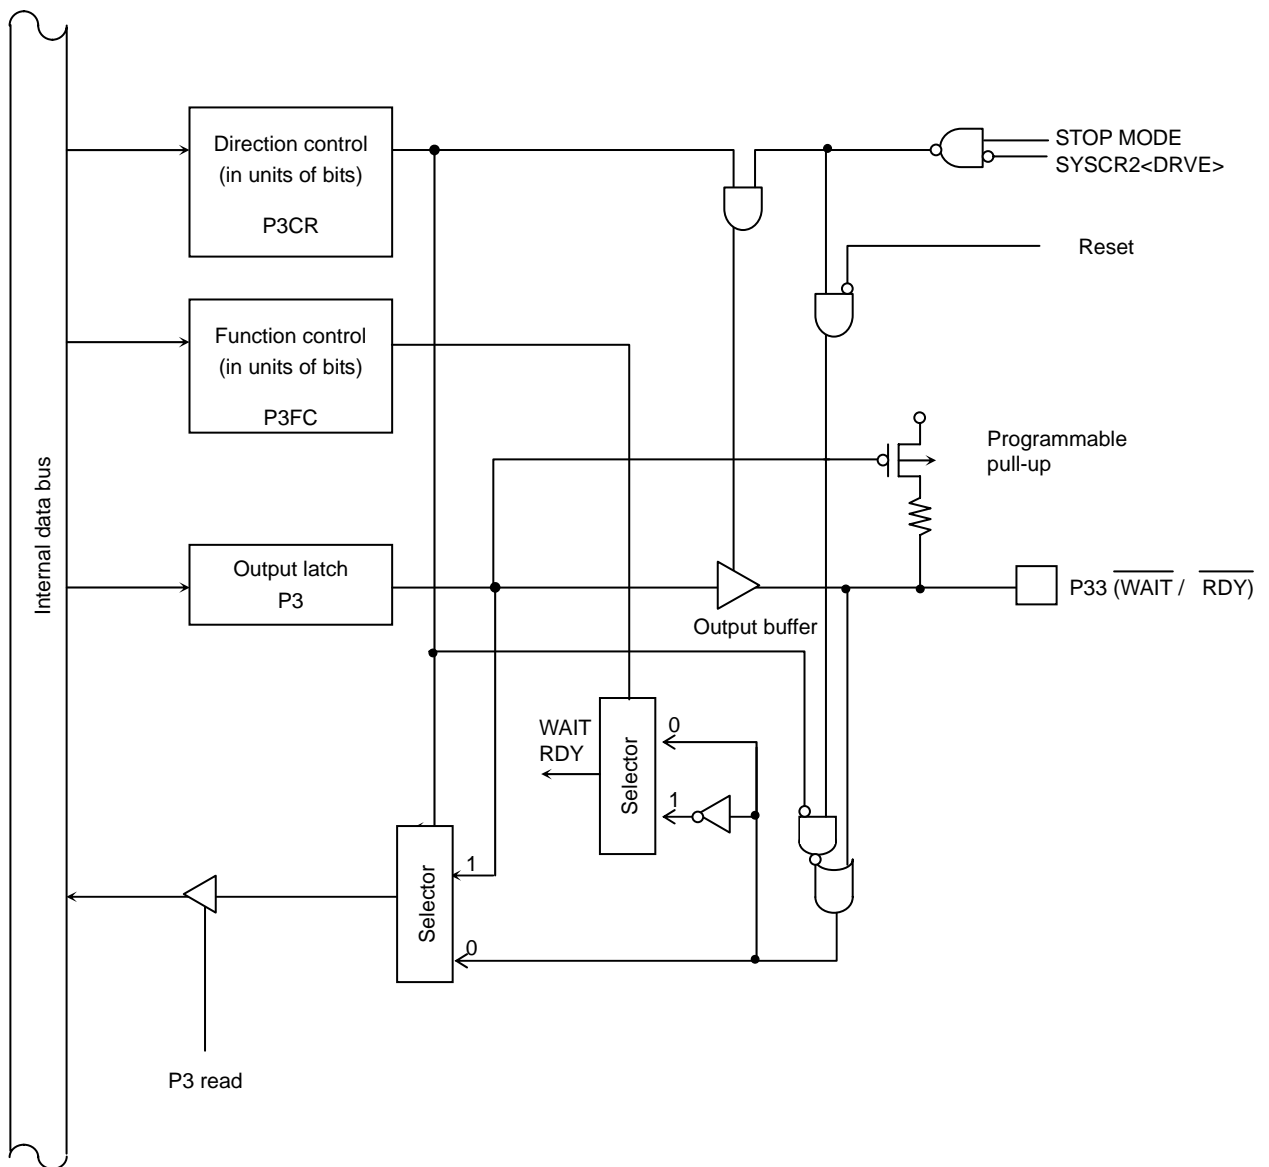 Direction control
(in units of bits)
P3CR
STOP MODE
SYSCR2<DRVE>
Reset
Function control
(in units of bits)
P3FC
Programmable
pull-up
Internal data bus
Output latch
P3
P33 (WAIT / RDY)
Output buffer
WAIT
RDY
Selector
0
1
Selector
1
0
P3 read